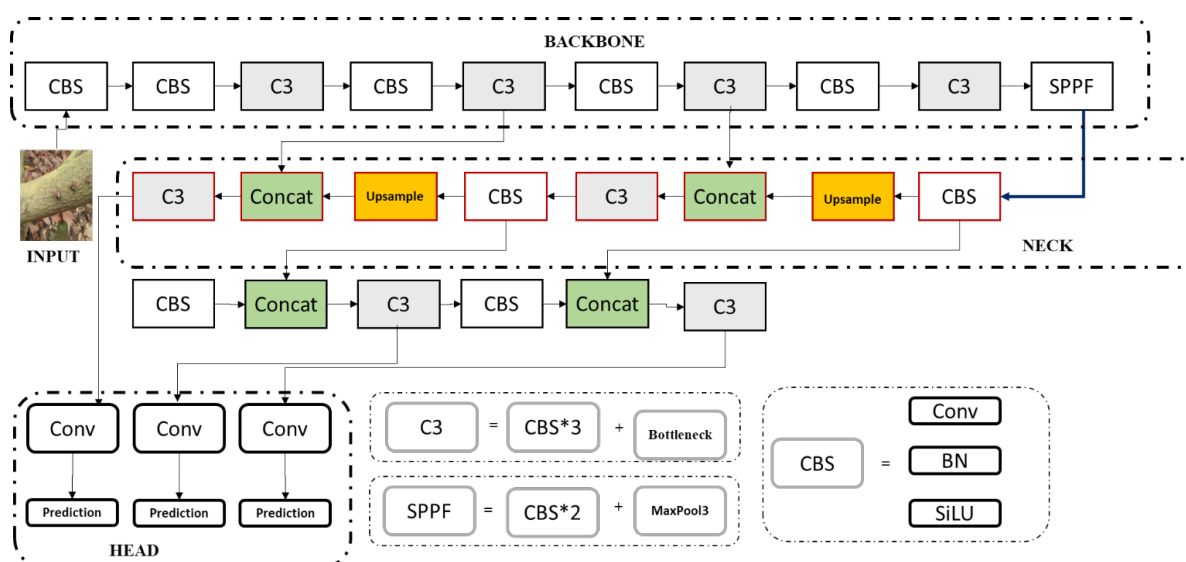 BACKBONE
CBS CBS C3 CBS C3 CBS C3 CBS C3 SPPF
C3 Concat Upsample CBS C3 Concat Upsample CBS
INPUT
NECK
CBS Concat C3 CBS Concat C3
Conv Conv Conv
Prediction Prediction Prediction
HEAD
C3 = CBS*3 + Bottleneck
SPPF = CBS*2 + MaxPool3
Conv
CBS = BN
SiLU